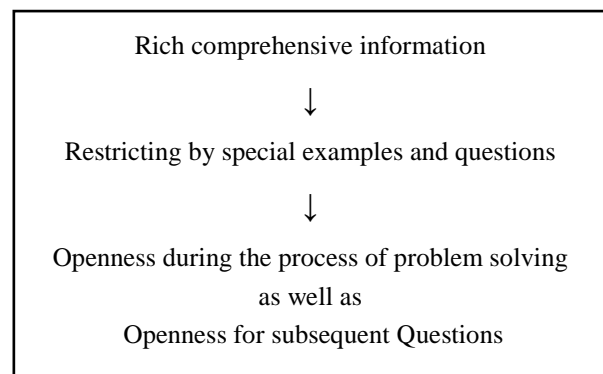 Rich comprehensive information
↓
Restricting by special examples and questions
↓
Openness during the process of problem solving
as well as
Openness for subsequent Questions